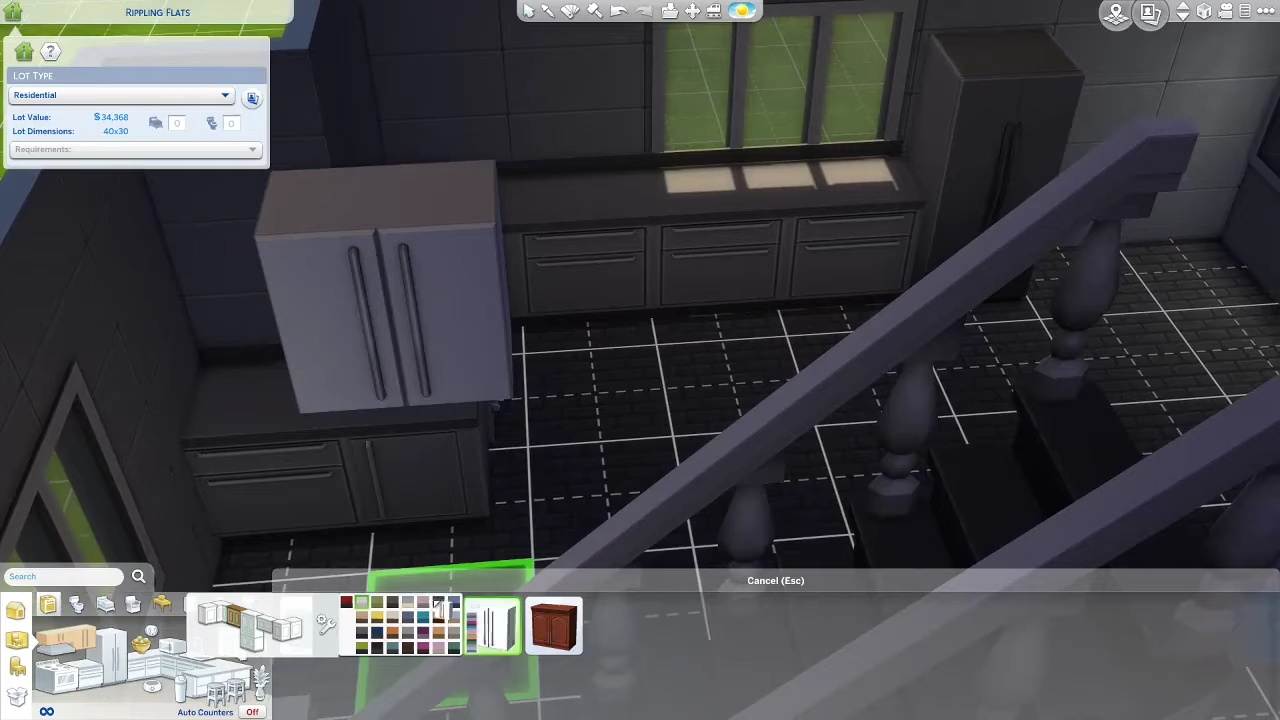 RIPPLING FLATS
?
LOT TYPE
Residential
Lot Value: §34,368
0 0
Lot Dimensions: 40x30
Requirements:
Search
Cancel (Esc)
Auto Counters Off